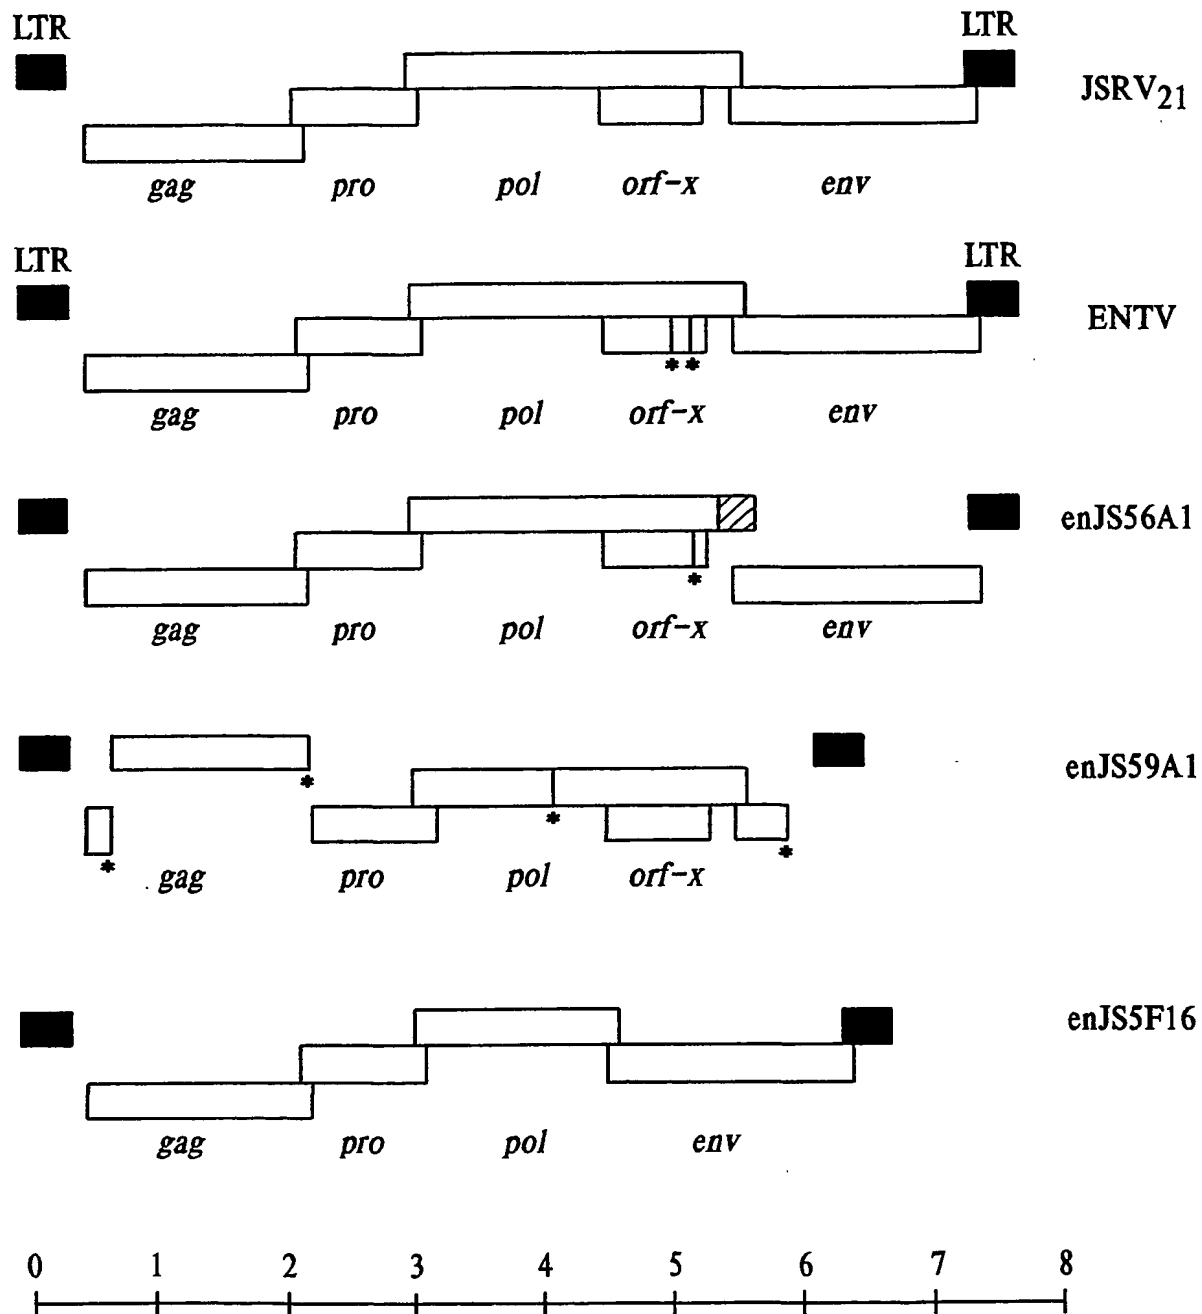 LTR LTR
JSRV21
gag pro pol orf-x env
LTR LTR
ENTV
* *
gag pro pol orf-x env
enJS56A1
*
gag pro pol orf-x env
enJS59A1
*
*
*
*
gag pro pol orf-x
enJS5F16
gag pro pol env
0 1 2 3 4 5 6 7 8